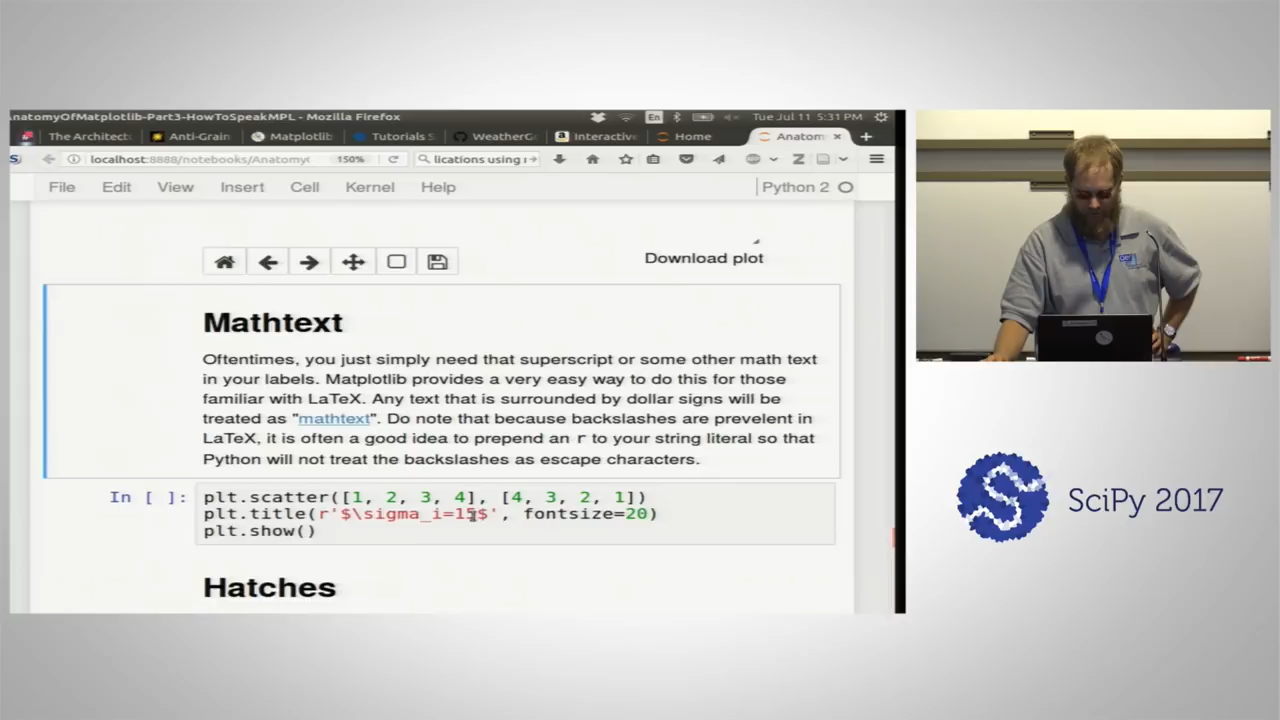 AnatomyOfMatplotlib-Part3-HowToSpeakMPL - Mozilla Firefox
En
Tue Jul 11 5:31 PM
The Archite
Anti-Grain
Matplotlib
Tutorials S
WeatherG
Interactive
Home
Anatom
localhost:8888/notebooks/Anatomy
150%
lications using
File Edit View Insert Cell Kernel Help
Python 2
Download plot
Mathtext
Oftentimes, you just simply need that superscript or some other math text
in your labels. Matplotlib provides a very easy way to do this for those
familiar with LaTeX. Any text that is surrounded by dollar signs will be
treated as "mathtext". Do note that because backslashes are prevelent in
LaTeX, it is often a good idea to prepend an r to your string literal so that
Python will not treat the backslashes as escape characters.
In [ ]: plt.scatter([1, 2, 3, 4], [4, 3, 2, 1])
plt.title(r'$\sigma_i=15$', fontsize=20)
plt.show()
Hatches
SciPy 2017